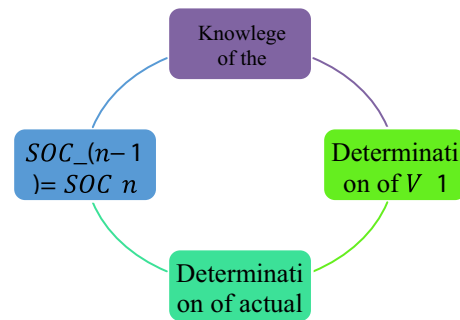 Knowlege
of the
Determinati
on of V 1
Determinati
on of actual
SOC_(n−1
)= SOC n